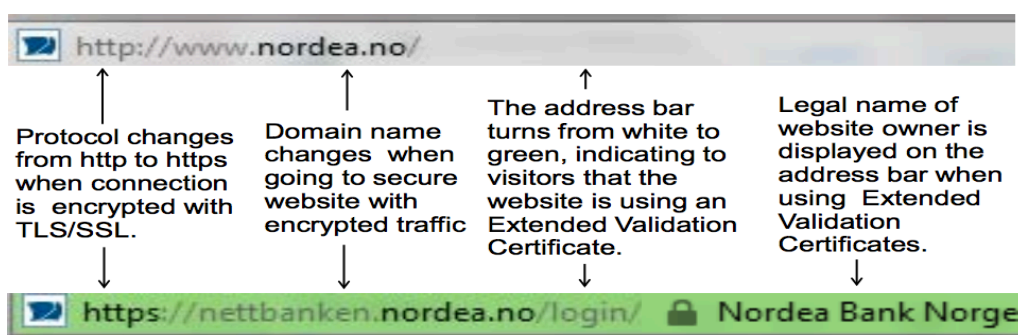 http://www.nordea.no/
Protocol changes
from http to https
when connection
is encrypted with
TLS/SSL.
Domain name
changes when
going to secure
website with
encrypted traffic
The address bar
turns from white to
green, indicating to
visitors that the
website is using an
Extended Validation
Certificate.
Legal name of
website owner is
displayed on the
address bar when
using Extended
Validation
Certificates.
https://nettbanken.nordea.no/login/ Nordea Bank Norge